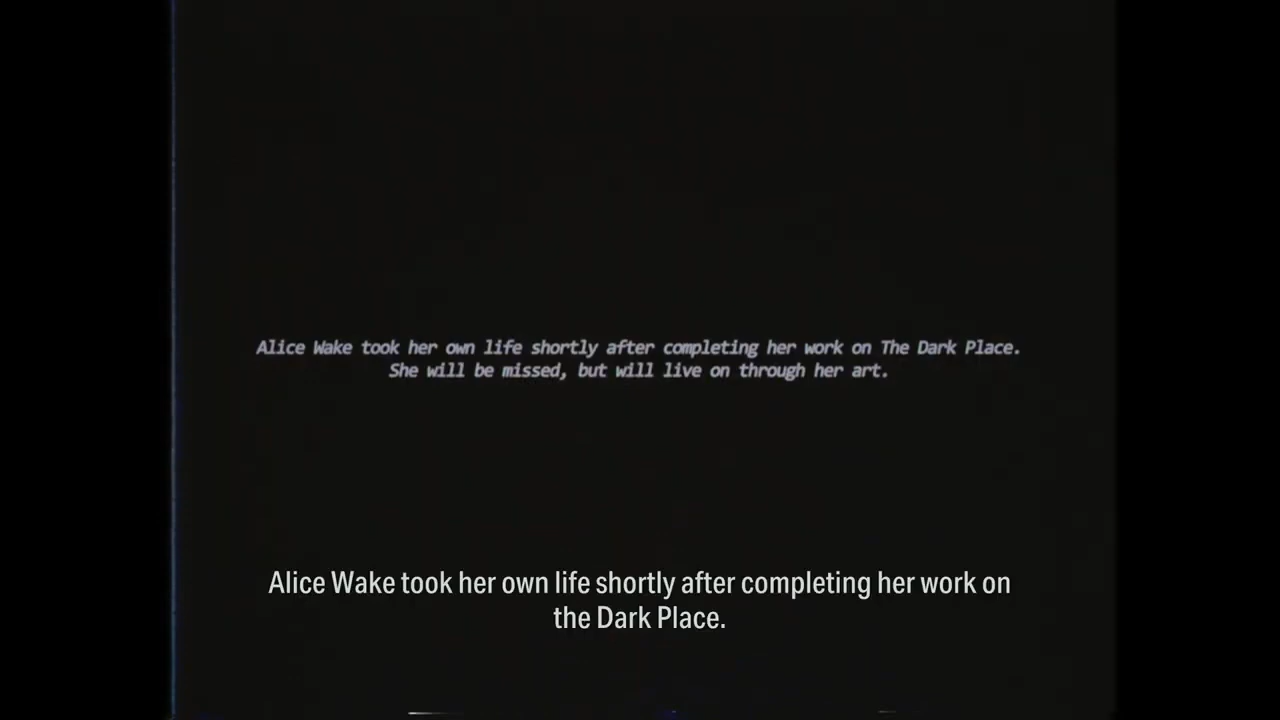 Alice Wake took her own life shortly after completing her work on The Dark Place.
She will be missed, but will live on through her art.
Alice Wake took her own life shortly after completing her work on
the Dark Place.